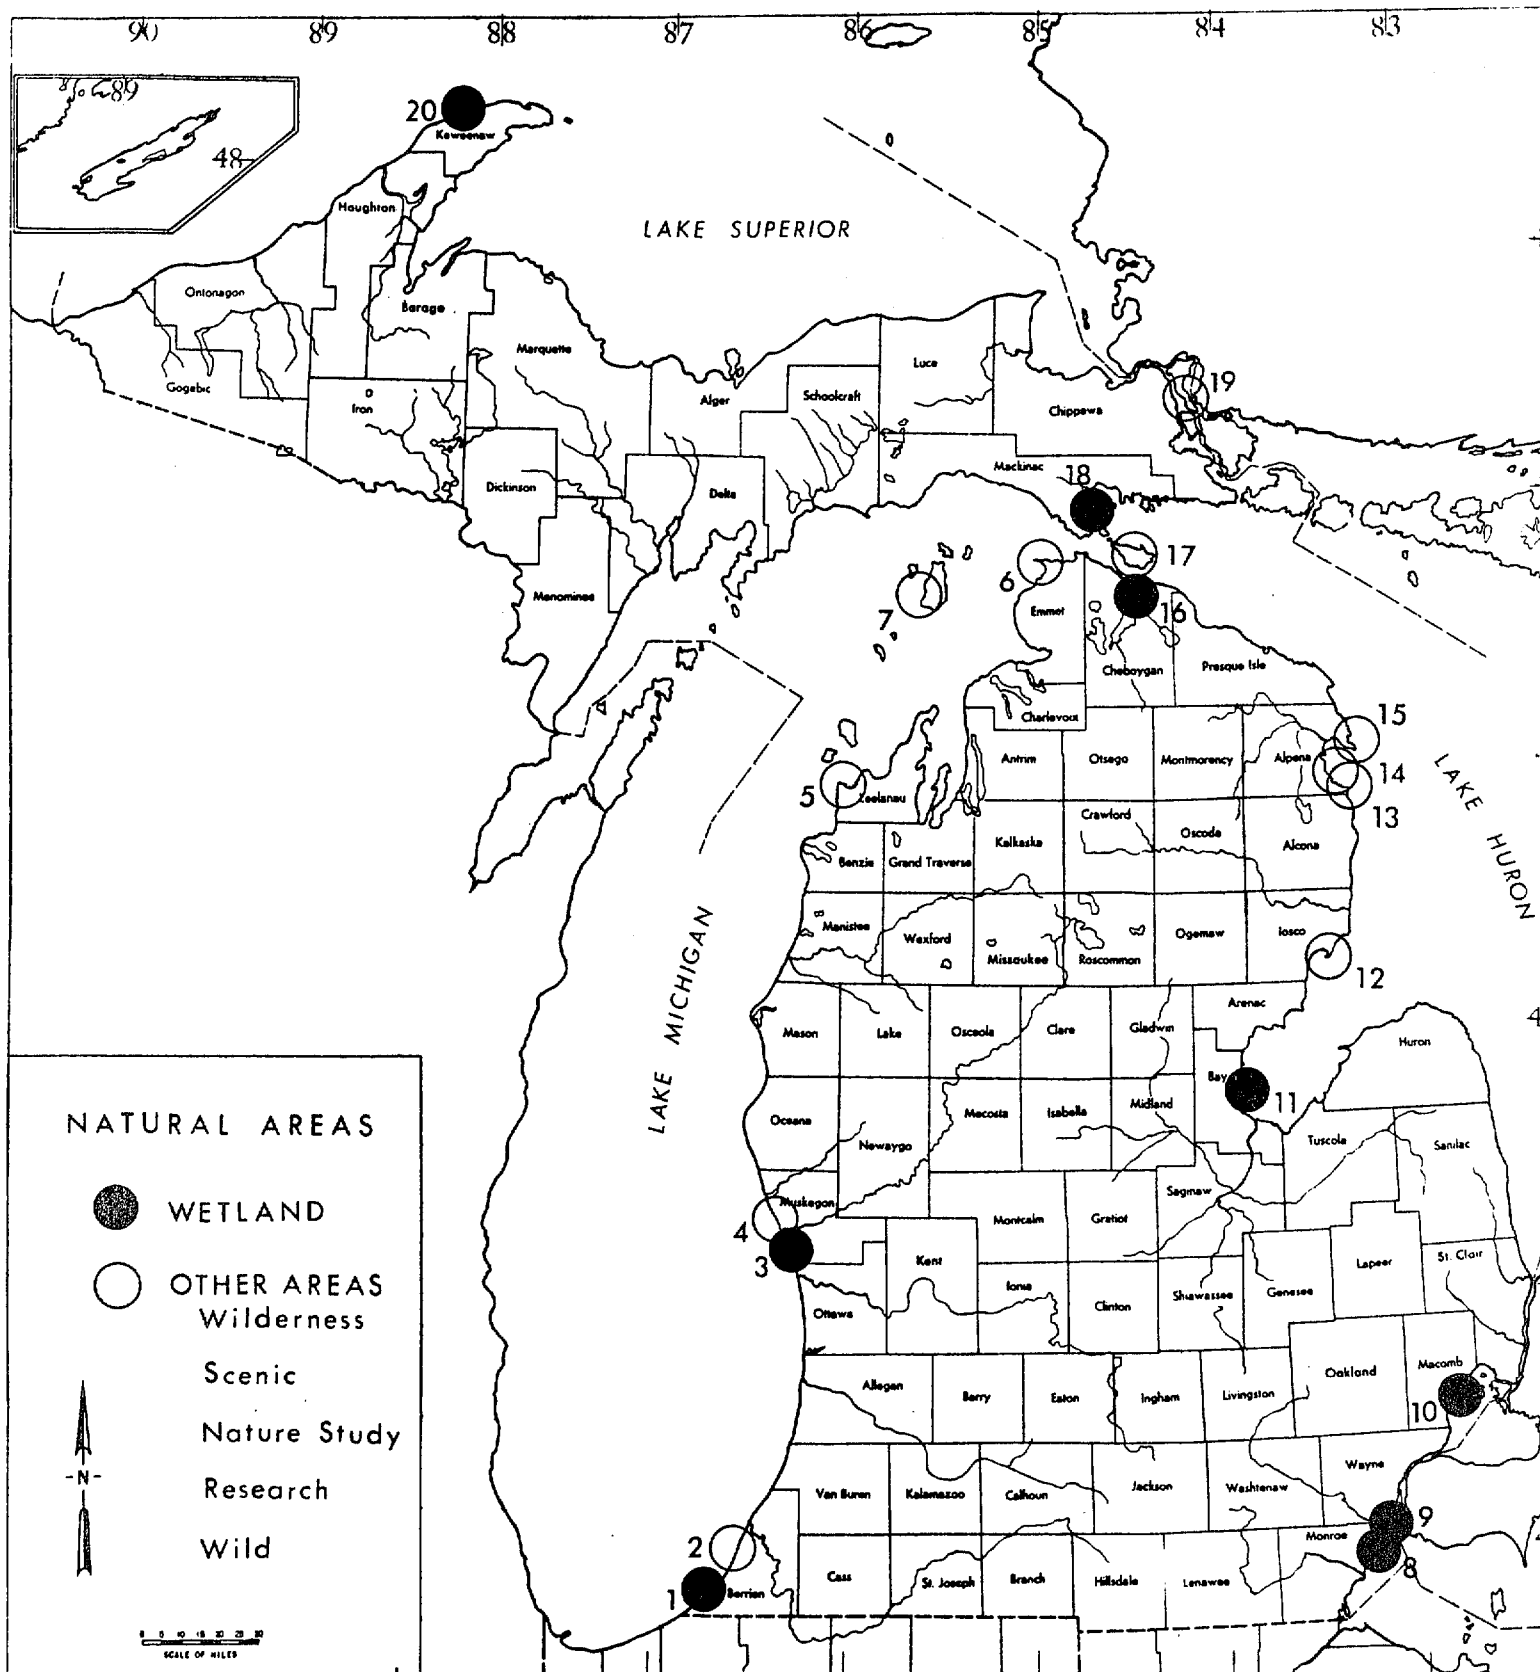 90 89 88 87 86 85 84 83
89
48
20
Keweenaw
Houghton
LAKE SUPERIOR
Ontonagon
Barage
Marquette
Luce
Gogebic
Iron
Alger
Schoolcraft
Chippewa
19
Dickinson
Delta
Mackinac
18
17
6
7
Menominee
Emmet
16
Cheboygan
Presque Isle
Charlevoix
15
Antrim
Otsego
Montmorency
Alpena
14
5
Leelanau
13
LAKE HURON
Crawford
Oscoda
Kalkaska
Alcona
Benzie
Grand Traverse
Manistee
Wexford
Missaukee
Roscommon
Ogemaw
Iosco
12
LAKE MICHIGAN
Arenac
Mason
Lake
Osceola
Clare
Gladwin
Huron
Bay
11
Oceana
Newaygo
Mecosta
Isabella
Midland
Tuscola
Sanilac
Muskegon
4
3
Montcalm
Gratiot
Saginaw
Kent
Ionia
Clinton
Shiawassee
Genesee
Lapeer
St. Clair
Ottawa
Allegan
Barry
Eaton
Ingham
Livingston
Oakland
Macomb
10
Van Buren
Kalamazoo
Calhoun
Jackson
Washtenaw
Wayne
9
Monroe
8
2
1
Berrien
Cass
St. Joseph
Branch
Hillsdale
Lenawee
NATURAL AREAS
WETLAND
OTHER AREAS
Wilderness
Scenic
Nature Study
Research
Wild
-N-
SCALE OF MILES